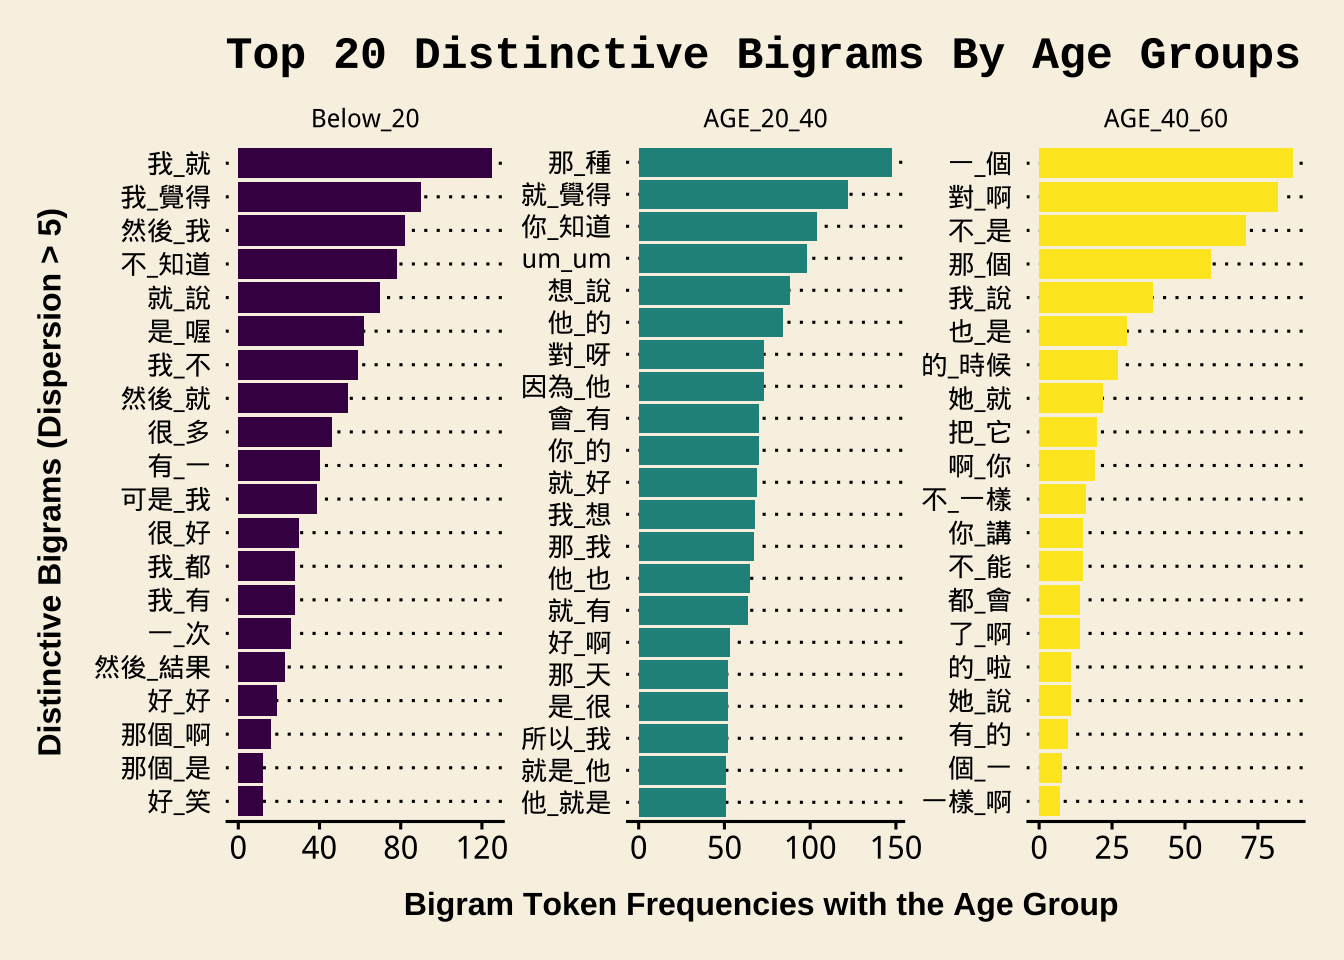 Top 20 Distinctive Bigrams By Age Groups
Distinctive Bigrams (Dispersion > 5)
Below_20
我_就
我_覺得
然後_我
不_知道
就_說
是_喔
我_不
然後_就
很_多
有_一
可是_我
很_好
我_都
我_有
一_次
然後_結果
好_好
那個_啊
那個_是
好_笑
0 40 80 120
AGE_20_40
那_種
就_覺得
你_知道
um_um
想_說
他_的
對_呀
因為_他
會_有
你_的
就_好
我_想
那_我
他_也
就_有
好_啊
那_天
是_很
所以_我
就是_他
他_就是
0 50 100 150
AGE_40_60
一_個
對_啊
不_是
那_個
我_說
也_是
的_時候
她_就
把_它
啊_你
不_一樣
你_講
不_能
都_會
了_啊
的_啦
她_說
有_的
個_一
一樣_啊
0 25 50 75
Bigram Token Frequencies with the Age Group